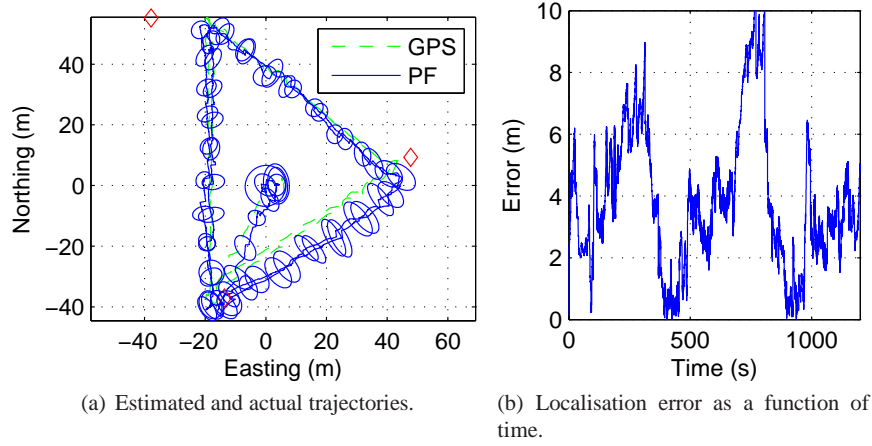 GPS
PF
40
20
0
−20
−40
Northing (m)
−40 −20 0 20 40 60
Easting (m)
(a) Estimated and actual trajectories.
10
8
6
4
2
0
Error (m)
0 500 1000
Time (s)
(b) Localisation error as a function of
time.